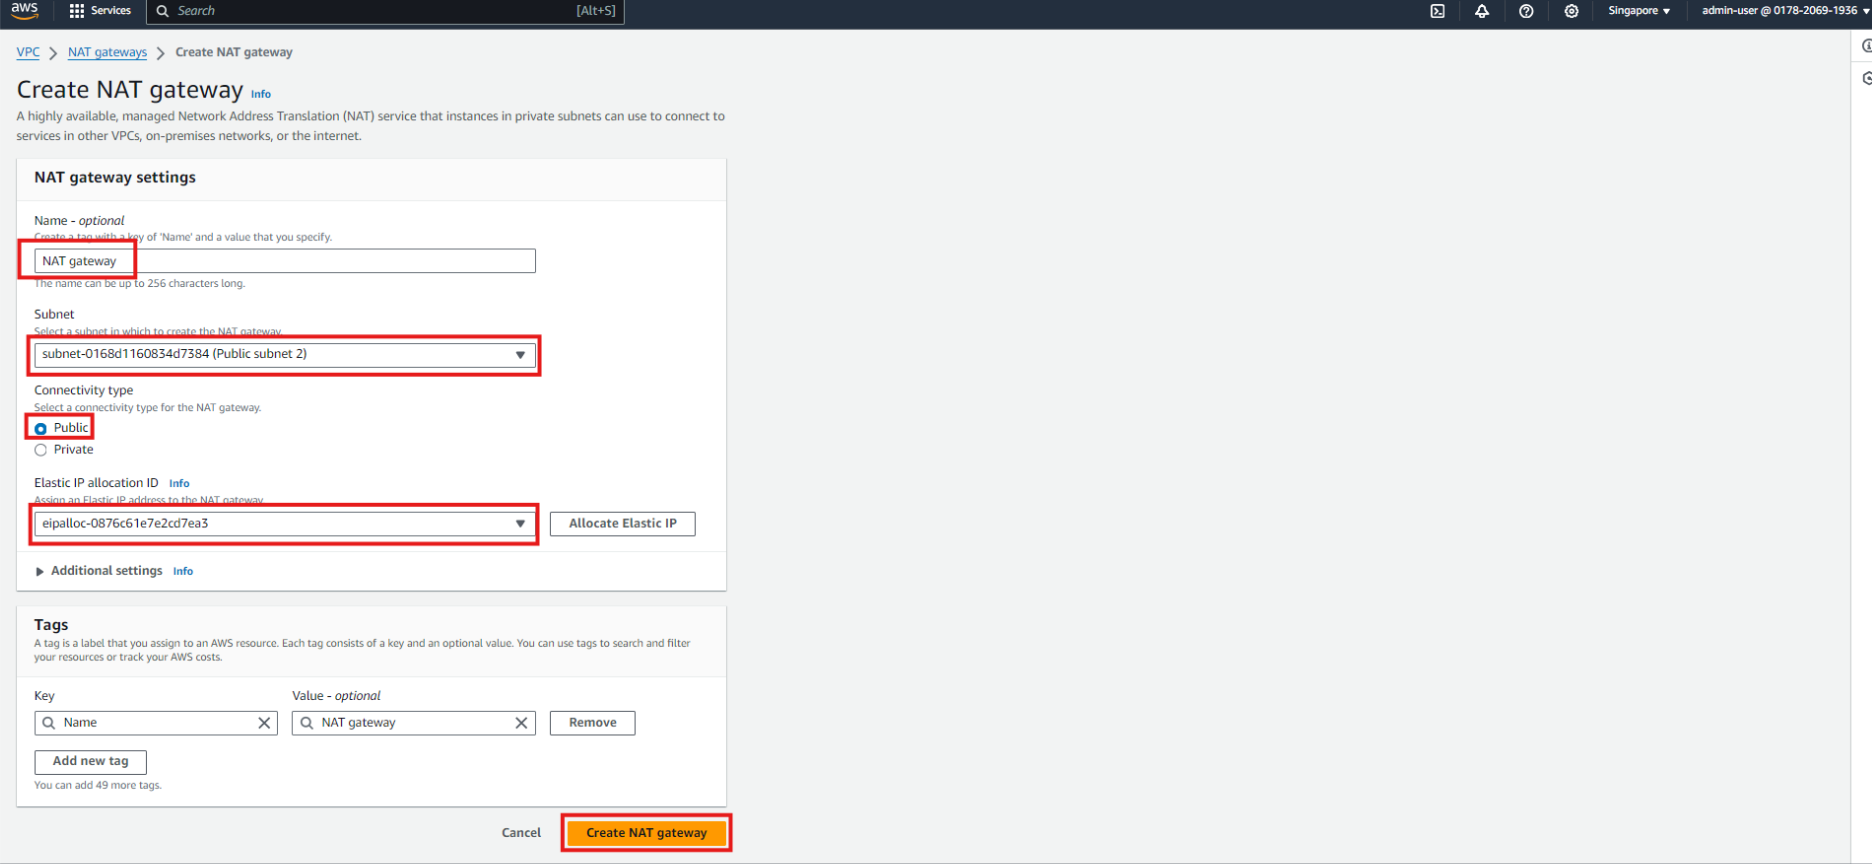 aws
Services
Search
[Alt+S]
Singapore
admin-user @ 0178-2069-1936
VPC
NAT gateways
Create NAT gateway
Create NAT gateway Info
A highly available, managed Network Address Translation (NAT) service that instances in private subnets can use to connect to
services in other VPCs, on-premises networks, or the internet.
NAT gateway settings
Name - optional
Create a tag with a key of 'Name' and a value that you specify.
NAT gateway
The name can be up to 256 characters long.
Subnet
Select a subnet in which to create the NAT gateway.
subnet-0168d1160834d7384 (Public subnet 2)
Connectivity type
Select a connectivity type for the NAT gateway.
Public
Private
Elastic IP allocation ID Info
Assign an Elastic IP address to the NAT gateway.
eipalloc-0876c61e7e2cd7ea3
Allocate Elastic IP
Additional settings Info
Tags
A tag is a label that you assign to an AWS resource. Each tag consists of a key and an optional value. You can use tags to search and filter
your resources or track your AWS costs.
Key
Value - optional
Name
NAT gateway
Remove
Add new tag
You can add 49 more tags.
Cancel
Create NAT gateway